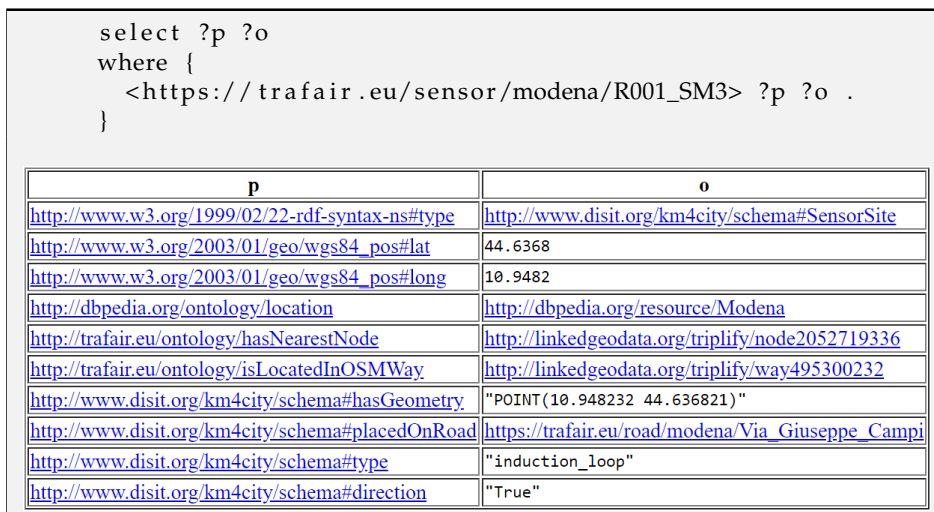 select ?p ?o
where {
<https://trafair.eu/sensor/modena/R001_SM3> ?p ?o .
}
p o
http://www.w3.org/1999/02/22-rdf-syntax-ns#type http://www.disit.org/km4city/schema#SensorSite
http://www.w3.org/2003/01/geo/wgs84_pos#lat 44.6368
http://www.w3.org/2003/01/geo/wgs84_pos#long 10.9482
http://dbpedia.org/ontology/location http://dbpedia.org/resource/Modena
http://trafair.eu/ontology/hasNearestNode http://linkedgeodata.org/triplify/node2052719336
http://trafair.eu/ontology/isLocatedInOSMWay http://linkedgeodata.org/triplify/way495300232
http://www.disit.org/km4city/schema#hasGeometry "POINT(10.948232 44.636821)"
http://www.disit.org/km4city/schema#placedOnRoad https://trafair.eu/road/modena/Via_Giuseppe_Campi
http://www.disit.org/km4city/schema#type "induction_loop"
http://www.disit.org/km4city/schema#direction "True"